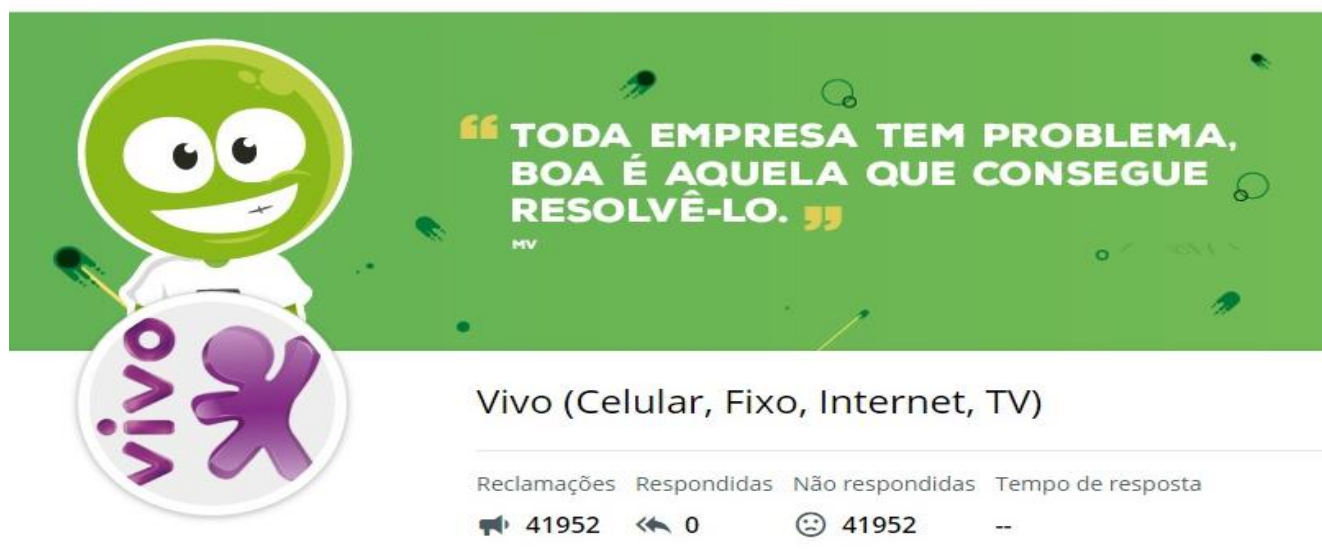 “ TODA EMPRESA TEM PROBLEMA,
BOA É AQUELA QUE CONSEGUE
RESOLVÊ-LO. ”
MV
vivo
Vivo (Celular, Fixo, Internet, TV)
Reclamações Respondidas Não respondidas Tempo de resposta
41952 0 41952 --